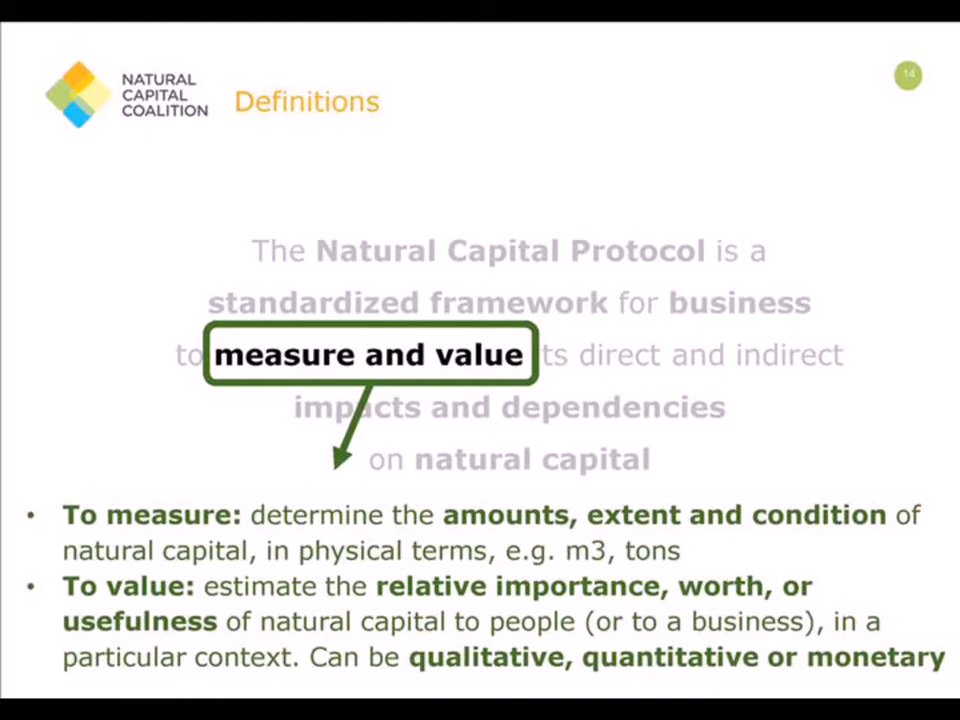 NATURAL
CAPITAL
COALITION
Definitions
14
The Natural Capital Protocol is a
standardized framework for business
to measure and value ts direct and indirect
impacts and dependencies
on natural capital
• To measure: determine the amounts, extent and condition of
natural capital, in physical terms, e.g. m3, tons
• To value: estimate the relative importance, worth, or
usefulness of natural capital to people (or to a business), in a
particular context. Can be qualitative, quantitative or monetary